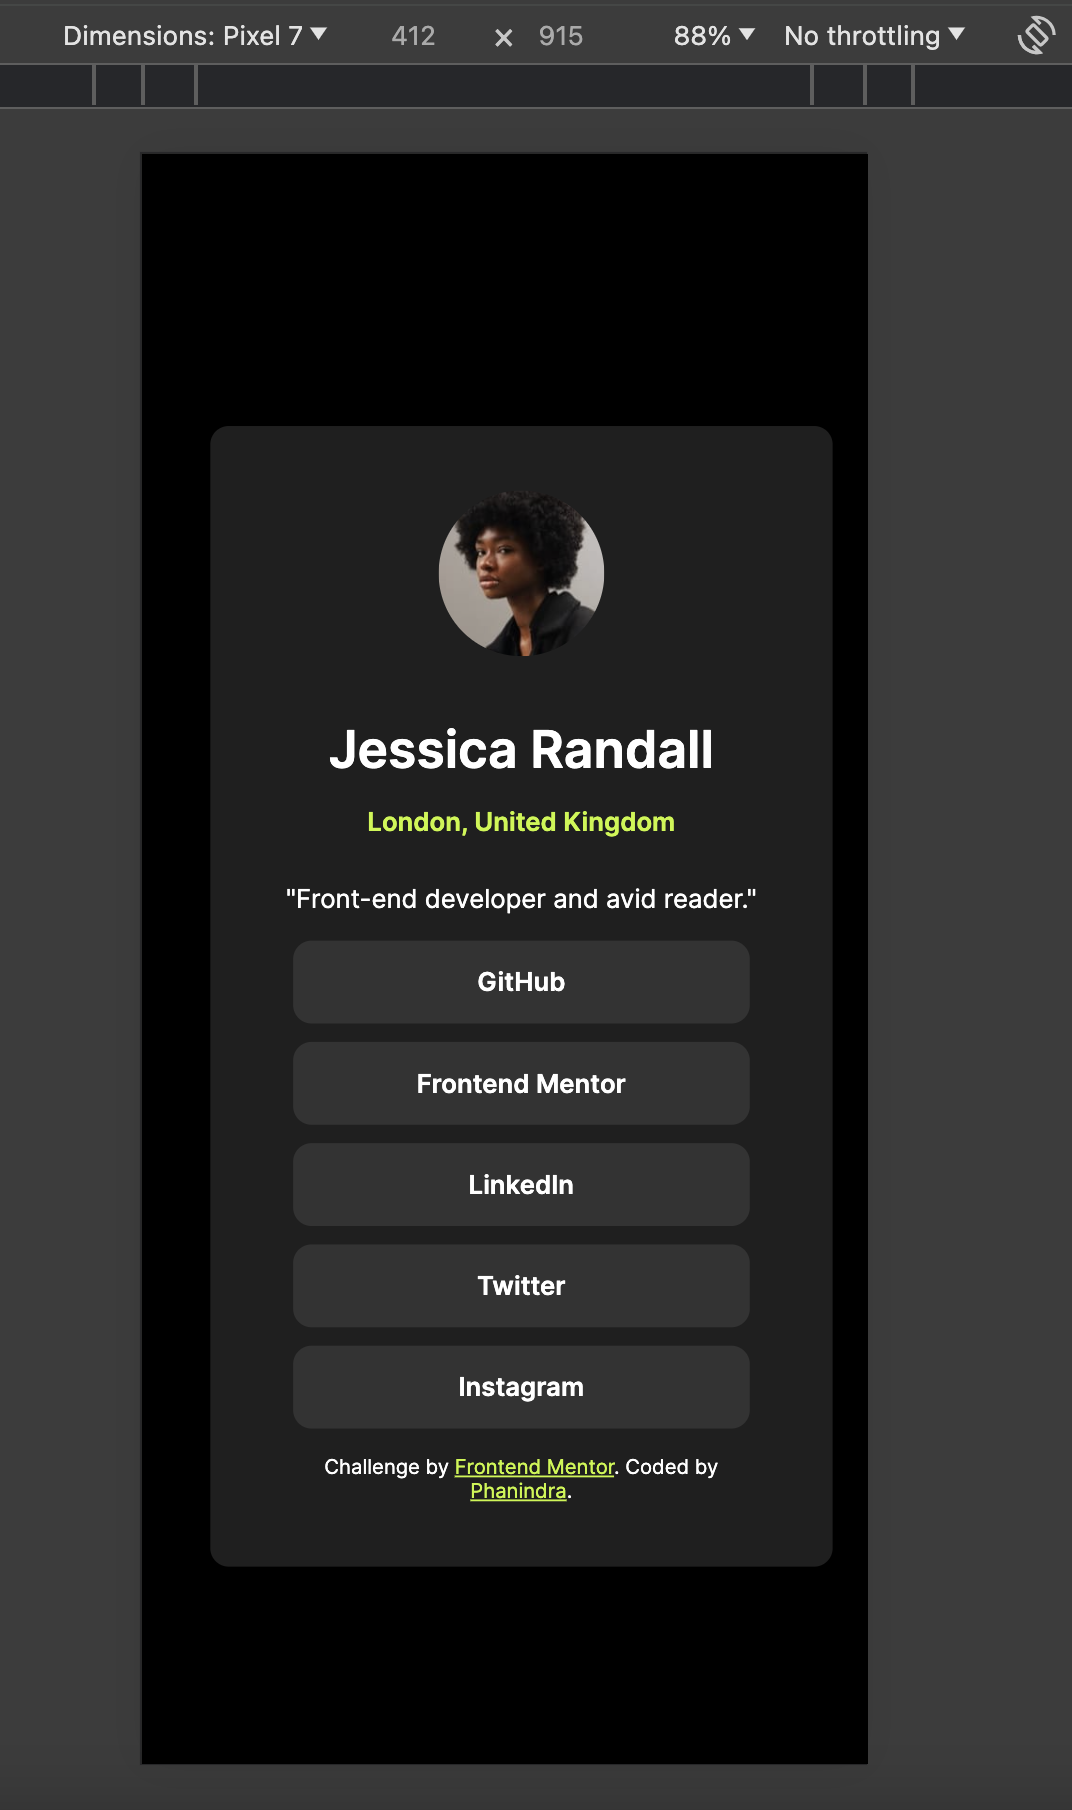 Dimensions: Pixel 7 ▼ 412 × 915 88% ▼ No throttling ▼
Jessica Randall
London, United Kingdom
"Front-end developer and avid reader."
GitHub
Frontend Mentor
LinkedIn
Twitter
Instagram
Challenge by Frontend Mentor. Coded by
Phanindra.